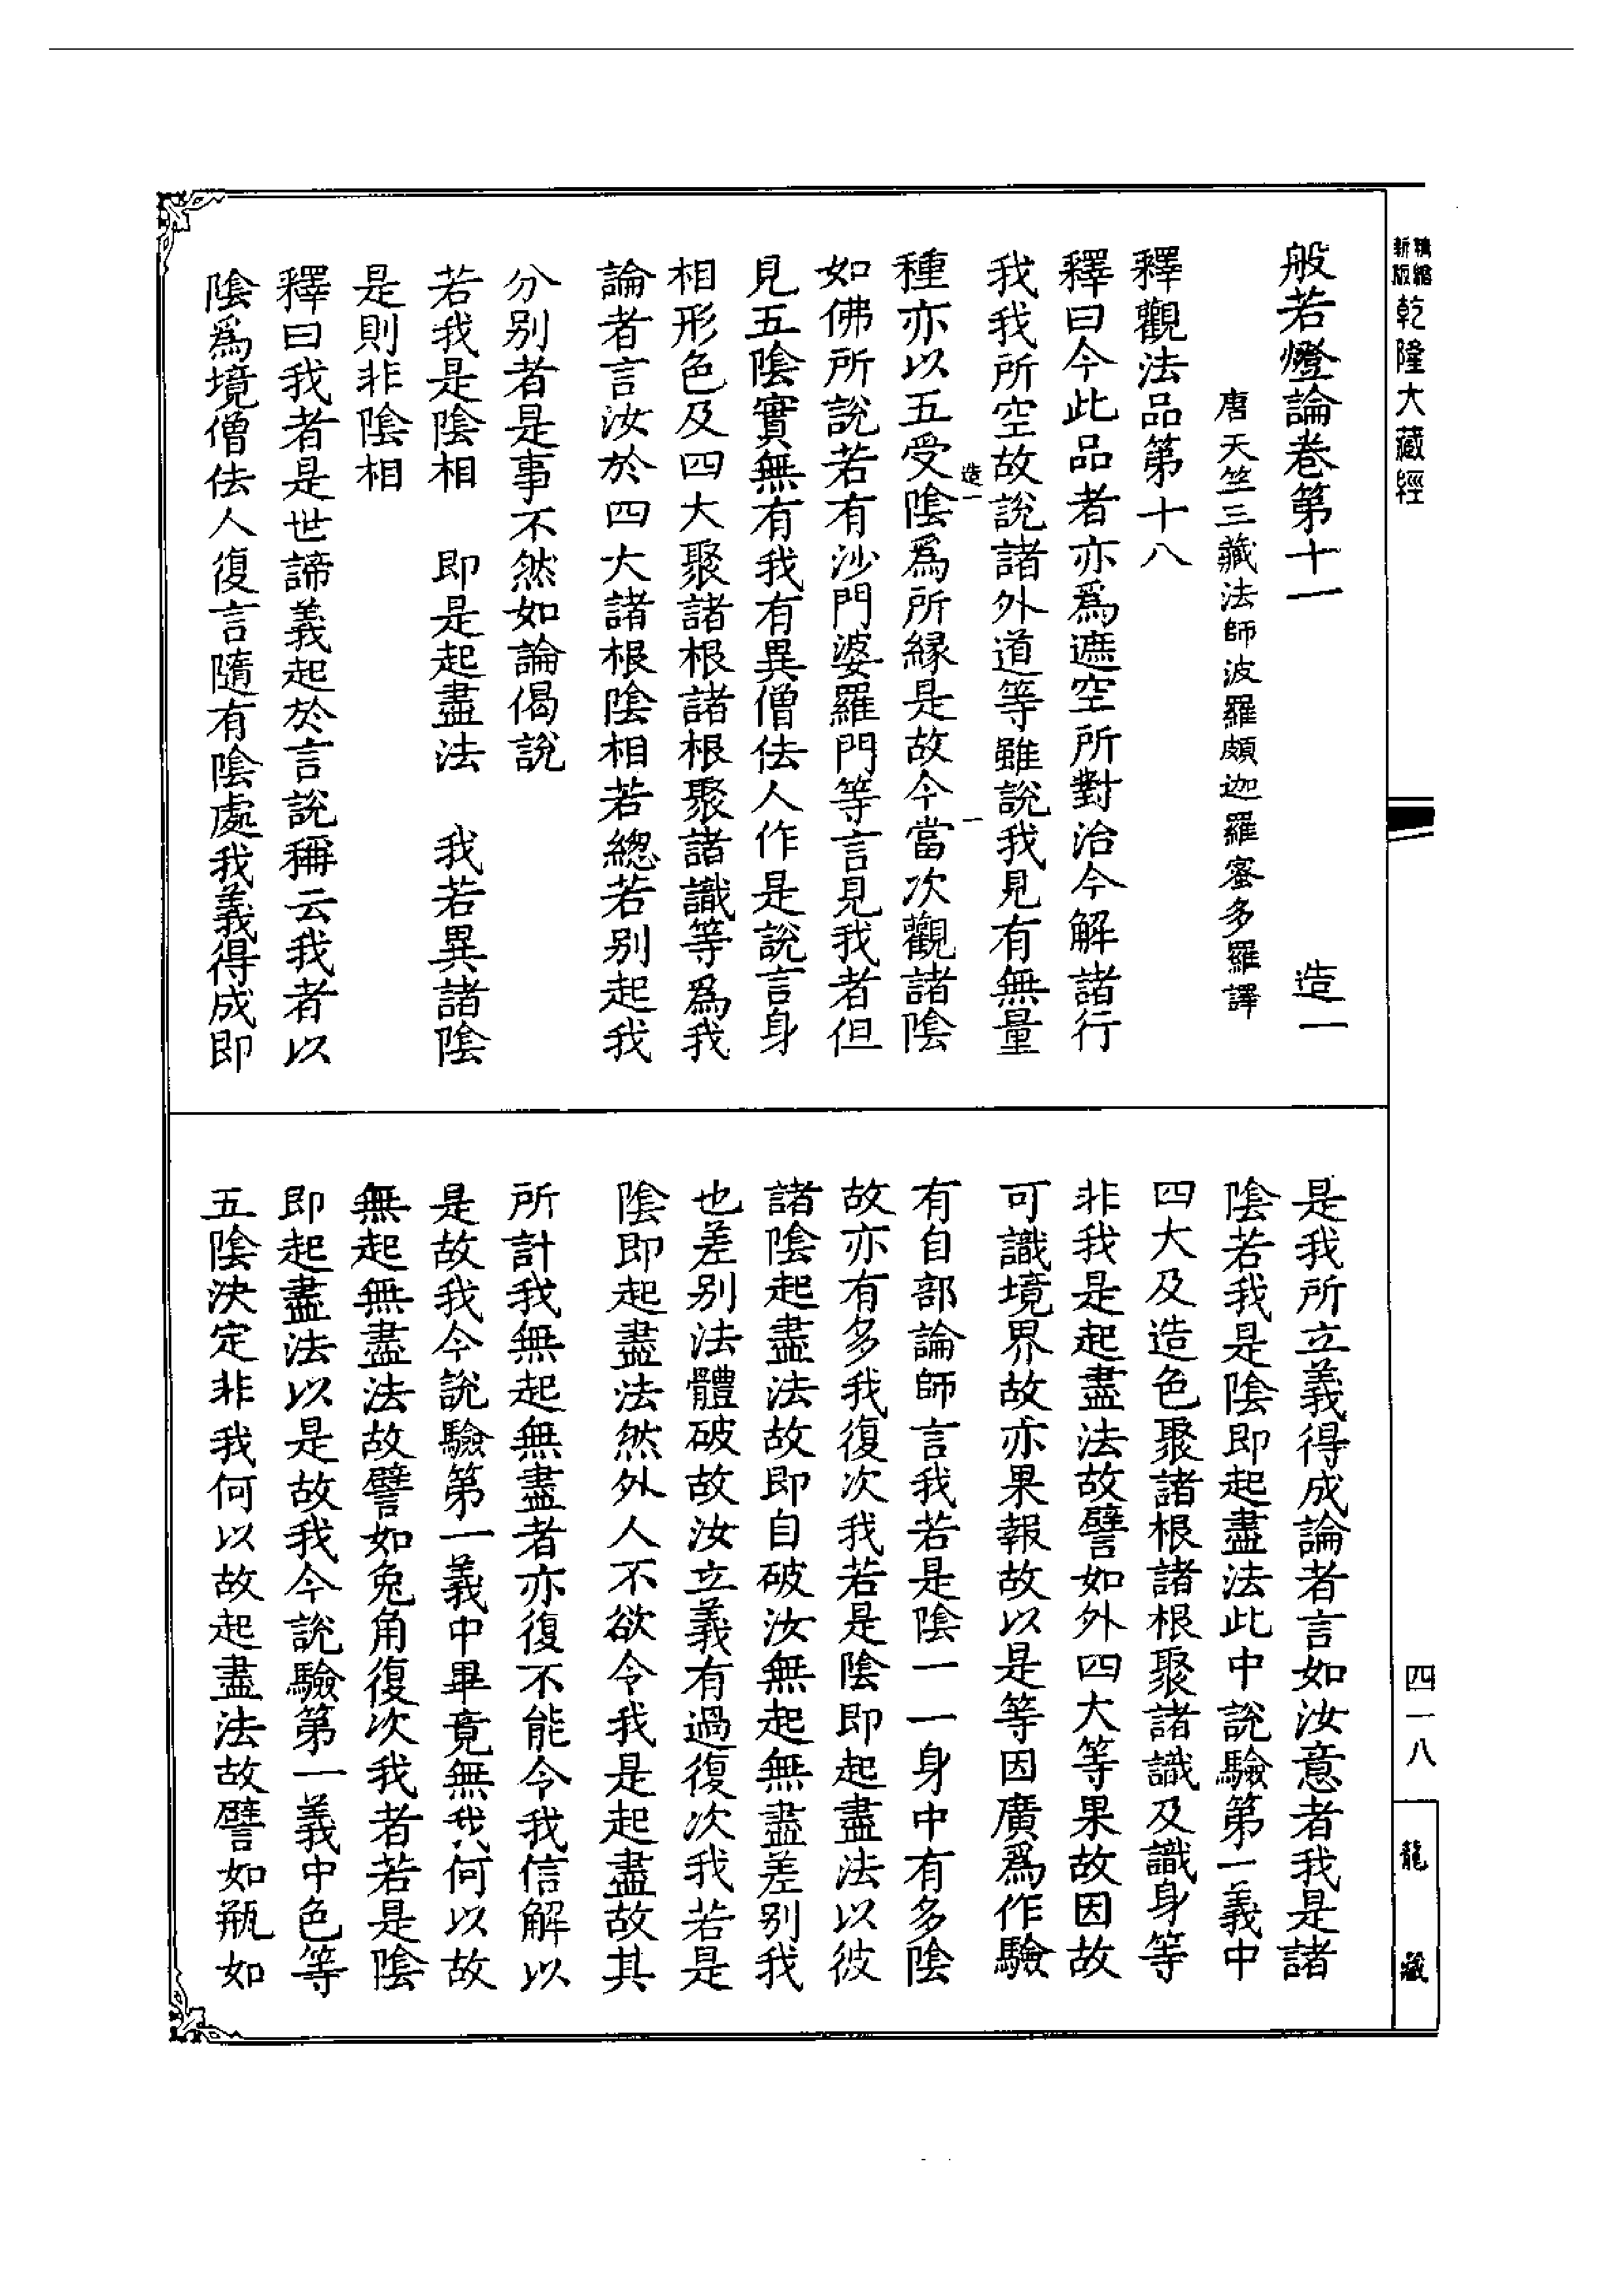 新版
精縮
乾隆大藏經
般若燈論卷第十一
造一
唐天竺三藏法師波羅頗迦羅蜜多羅譯
釋觀法品第十八
釋曰今此品者亦爲遮空所對治今解諸行
我我所空故說諸外道等雖說我見有無量
造一
一
種亦以五受陰爲所縁是故今當次觀諸陰
如佛所說若有沙門婆羅門等言見我者但
見五陰實無有我有異僧佉人作是說言身
相形色及四大聚諸根諸根聚諸識等爲我
論者言汝於四大諸根陰相若總若别起我
分别者是事不然如論偈說
若我是陰相　即是起盡法　我若異諸陰
是則非陰相
釋曰我者是世諦義起於言說稱云我者以
陰爲境僧佉人復言隨有陰處我義得成即
是我所立義得成論者言如汝意者我是諸
陰若我是陰即起盡法此中說驗第一義中
四大及造色聚諸根諸根聚諸識及識身等
非我是起盡法故譬如外四大等果故因故
可識境界故亦果報故以是等因廣爲作驗
有自部論師言我若是陰一一身中有多陰
故亦有多我復次我若是陰即起盡法以彼
諸陰起盡法故即自破汝無起無盡差别我
也差别法體破故汝立義有過復次我若是
陰即起盡法然外人不欲令我是起盡故其
所計我無起無盡者亦復不能令我信解以
是故我今說驗第一義中畢竟無我何以故
無起無盡法故譬如兔角復次我者若是陰
即起盡法以是故我今說驗第一義中色等
五陰決定非我何以故起盡法故譬如瓶如
四一八
龍
藏